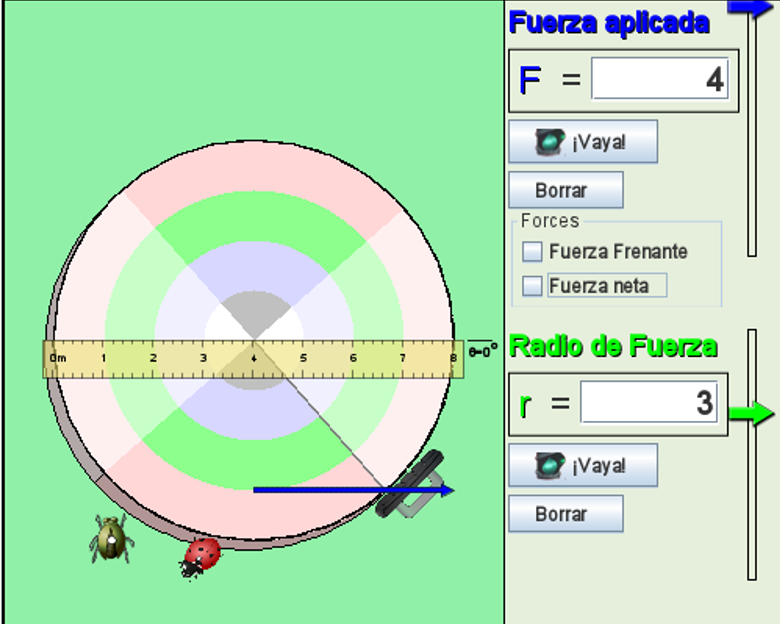 Fuerza aplicada
F = 4
¡Vaya!
Borrar
Forces
Fuerza Frenante
Fuerza neta
0m 1 2 3 4 5 6 7 8
θ=0°
Radio de Fuerza
r = 3
¡Vaya!
Borrar